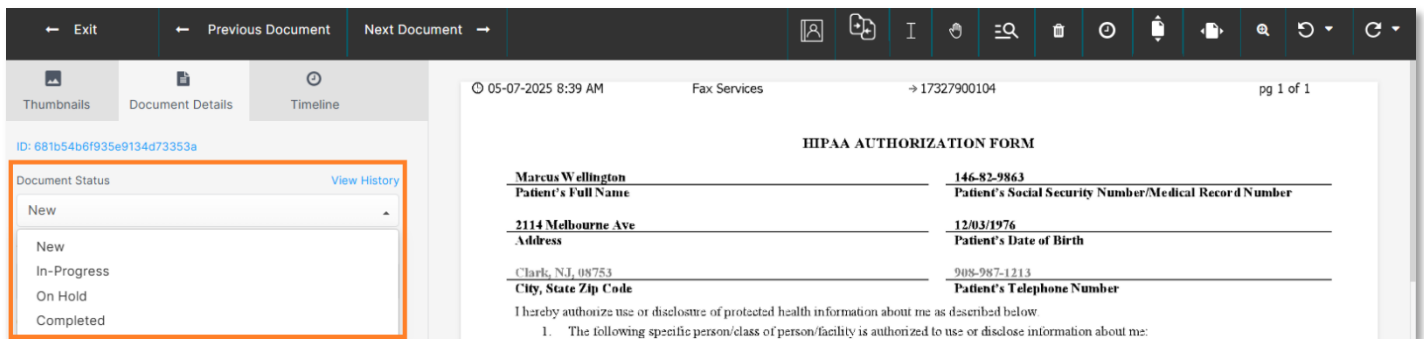 ← Exit ← Previous Document Next Document →
Thumbnails Document Details Timeline
ID: 681b54b6f935e9134d73353a
Document Status View History
New
New
In-Progress
On Hold
Completed
05-07-2025 8:39 AM Fax Services →17327900104 pg 1 of 1
HIPAA AUTHORIZATION FORM
Marcus Wellington 146-82-9863
Patient's Full Name Patient's Social Security Number/Medical Record Number
2114 Melbourne Ave 12/03/1976
Address Patient's Date of Birth
Clark, NJ, 08753 908-987-1213
City, State Zip Code Patient's Telephone Number
I hereby authorize use or disclosure of protected health information about me as described below.
1. The following specific person/class of person/facility is authorized to use or disclose information about me: